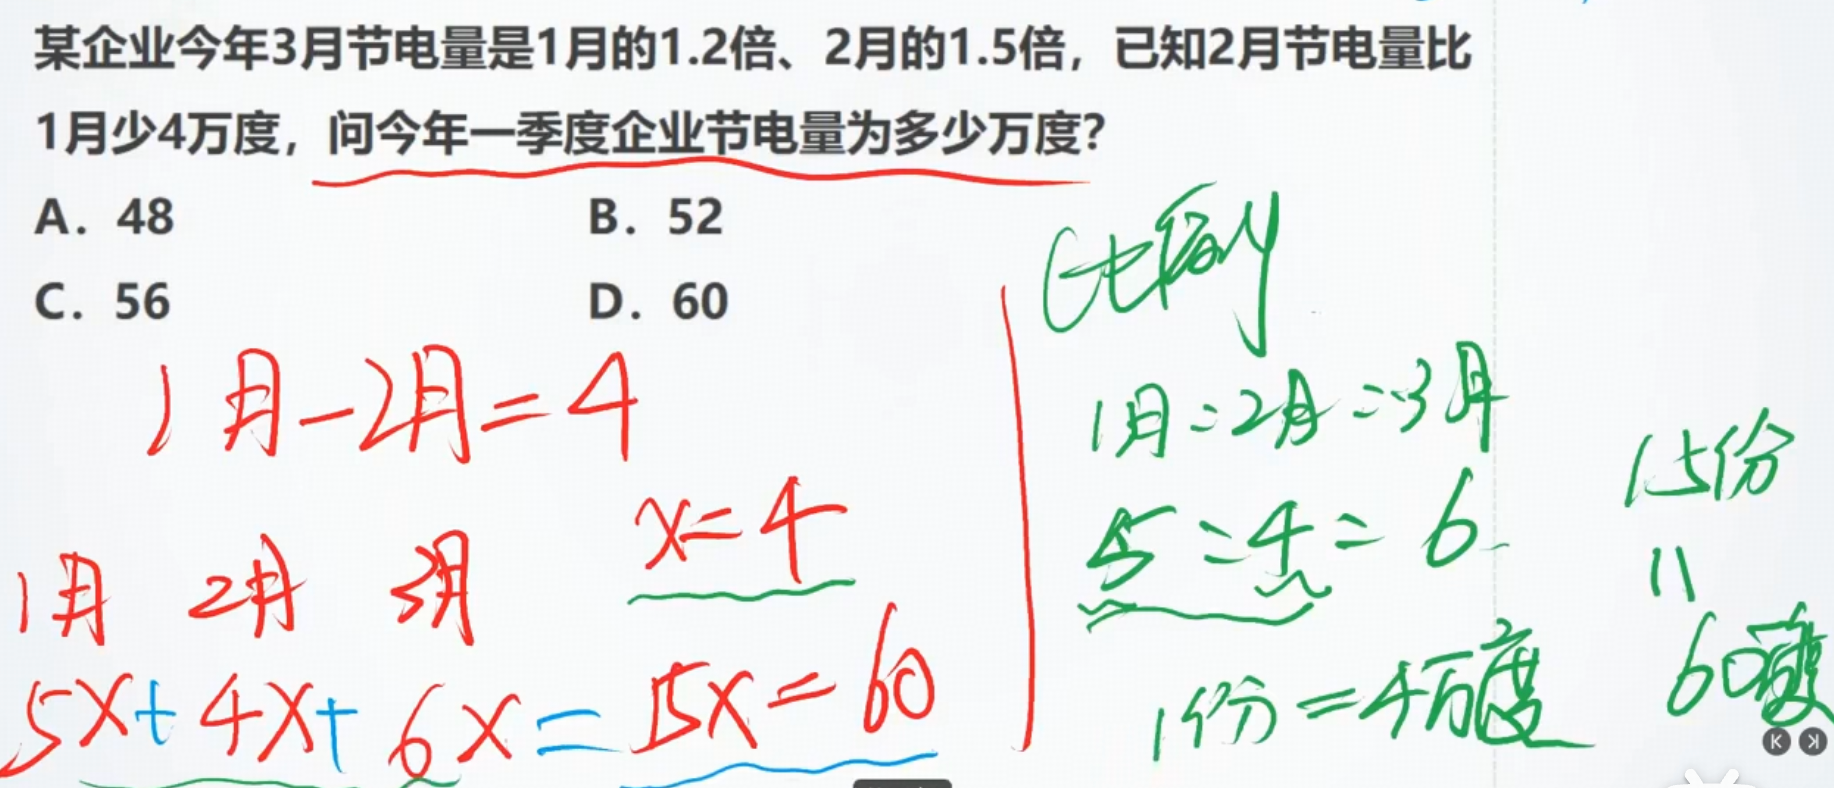 某企业今年3月节电量是1月的1.2倍、2月的1.5倍，已知2月节电量比
1月少4万度，问今年一季度企业节电量为多少万度？
A. 48
B. 52
C. 56
D. 60
1月-2月=4
x=4
1月 2月 3月
5x+4x+6x=15x=60
比例
1月:2月:3月
5:4:6
1份=4万度
15份
11
60万度